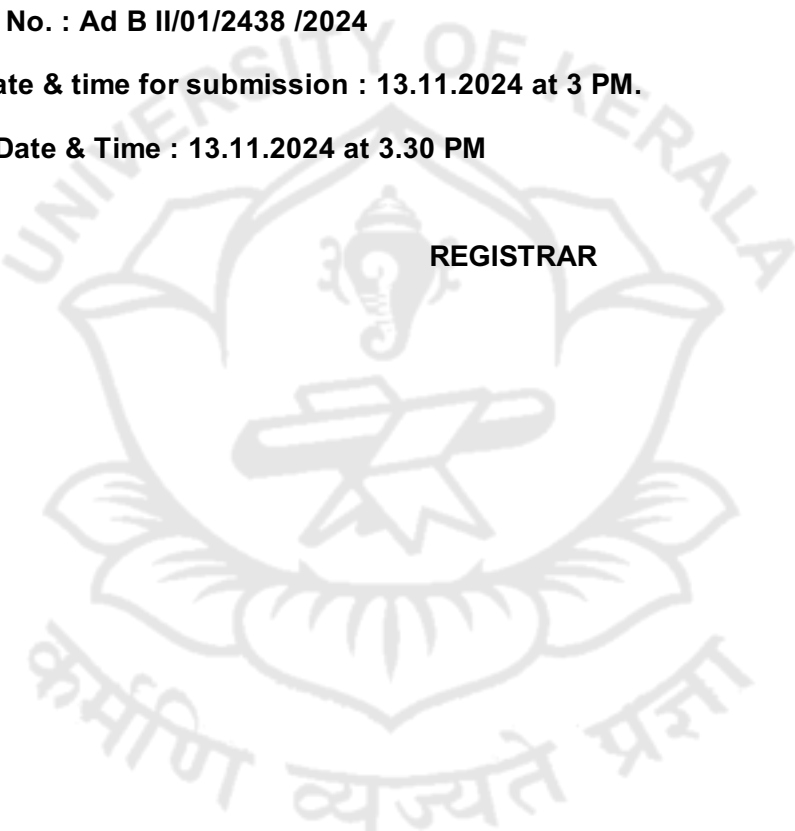 No. : Ad B II/01/2438 /2024
ate & time for submission : 13.11.2024 at 3 PM.
Date & Time : 13.11.2024 at 3.30 PM
REGISTRAR
UNIVERSITY OF KERALA
कर्मणि व्यज्यते प्रज्ञा